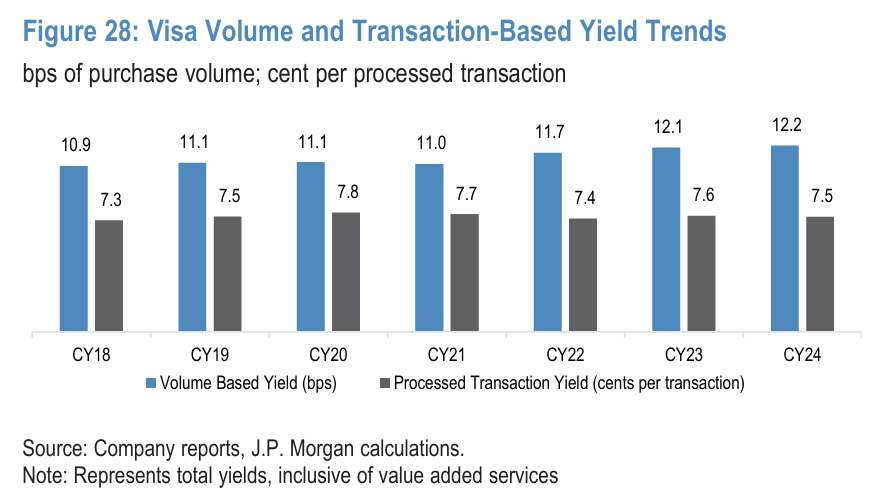 Figure 28: Visa Volume and Transaction-Based Yield Trends
bps of purchase volume; cent per processed transaction
10.9 7.3 11.1 7.5 11.1 7.8 11.0 7.7 11.7 7.4 12.1 7.6 12.2 7.5
CY18 CY19 CY20 CY21 CY22 CY23 CY24
Volume Based Yield (bps) Processed Transaction Yield (cents per transaction)
Source: Company reports, J.P. Morgan calculations.
Note: Represents total yields, inclusive of value added services